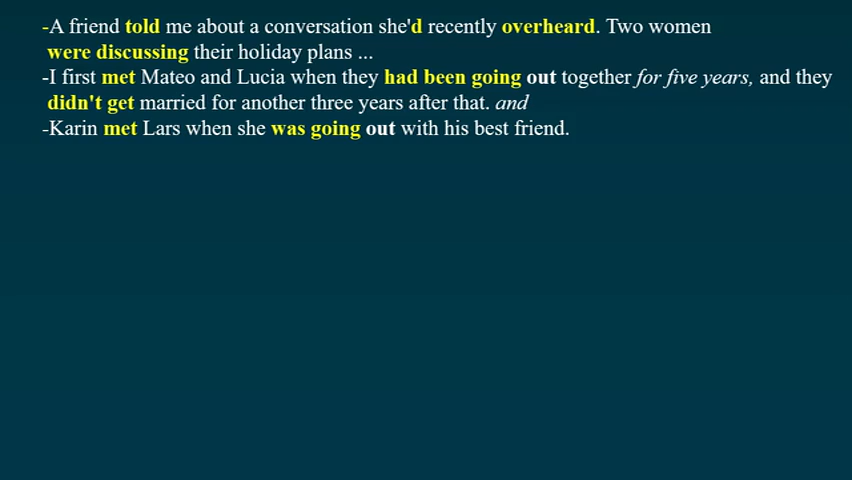 -A friend told me about a conversation she'd recently overheard. Two women
were discussing their holiday plans ...
-I first met Mateo and Lucia when they had been going out together for five years, and they
didn't get married for another three years after that. and
-Karin met Lars when she was going out with his best friend.